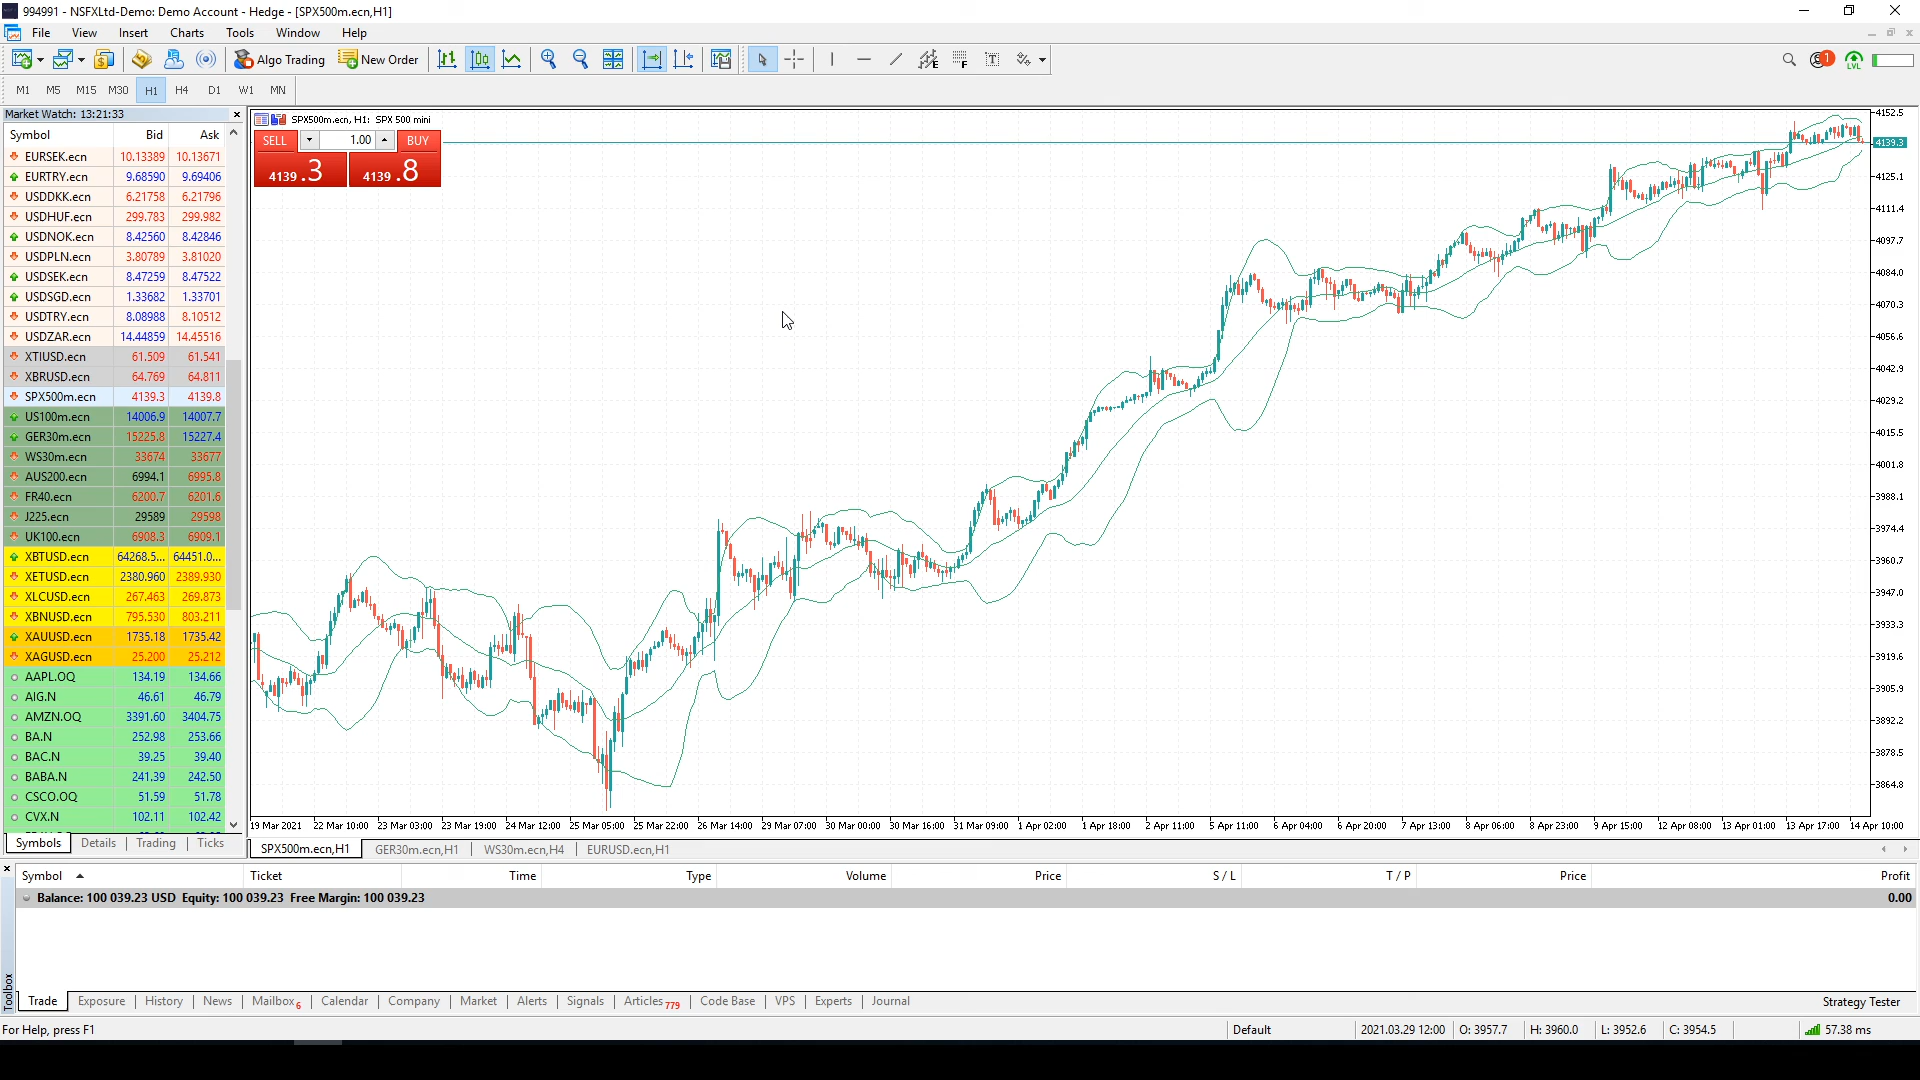 994991 - NSFXLtd-Demo: Demo Account - Hedge - [SPX500m.ecn,H1]
File View Insert Charts Tools Window Help
Algo Trading New Order
1
LVL
M1 M5 M15 M30 H1 H4 D1 W1 MN
Market Watch: 13:21:33
Symbol Bid Ask
EURSEK.ecn 10.13389 10.13671
EURTRY.ecn 9.68590 9.69406
USDDKK.ecn 6.21758 6.21796
USDHUF.ecn 299.783 299.982
USDNOK.ecn 8.42560 8.42846
USDPLN.ecn 3.80789 3.81020
USDSEK.ecn 8.47259 8.47522
USDSGD.ecn 1.33682 1.33701
USDTRY.ecn 8.08988 8.10512
USDZAR.ecn 14.44859 14.45516
XTIUSD.ecn 61.509 61.541
XBRUSD.ecn 64.769 64.811
SPX500m.ecn 4139.3 4139.8
US100m.ecn 14006.9 14007.7
GER30m.ecn 15225.8 15227.4
WS30m.ecn 33674 33677
AUS200.ecn 6994.1 6995.8
FR40.ecn 6200.7 6201.6
J225.ecn 29589 29598
UK100.ecn 6908.3 6909.1
XBTUSD.ecn 64268.5... 64451.0...
XETUSD.ecn 2380.960 2389.930
XLCUSD.ecn 267.463 269.873
XBNUSD.ecn 795.530 803.211
XAUUSD.ecn 1735.18 1735.42
XAGUSD.ecn 25.200 25.212
AAPL.OQ 134.19 134.66
AIG.N 46.61 46.79
AMZN.OQ 3391.60 3404.75
BA.N 252.98 253.66
BAC.N 39.25 39.40
BABA.N 241.39 242.50
CSCO.OQ 51.59 51.78
CVX.N 102.11 102.42
Symbols Details Trading Ticks
SPX500m.ecn, H1: SPX 500 mini
SELL 1.00 BUY
4139 .3 4139 .8
4152.5
4139.3
4125.1
4111.4
4097.7
4084.0
4070.3
4056.6
4042.9
4029.2
4015.5
4001.8
3988.1
3974.4
3960.7
3947.0
3933.3
3919.6
3905.9
3892.2
3878.5
3864.8
19 Mar 2021 22 Mar 10:00 23 Mar 03:00 23 Mar 19:00 24 Mar 12:00 25 Mar 05:00 25 Mar 22:00 26 Mar 14:00 29 Mar 07:00 30 Mar 00:00 30 Mar 16:00 31 Mar 09:00 1 Apr 02:00 1 Apr 18:00 2 Apr 11:00 5 Apr 11:00 6 Apr 04:00 6 Apr 20:00 7 Apr 13:00 8 Apr 06:00 8 Apr 23:00 9 Apr 15:00 12 Apr 08:00 13 Apr 01:00 13 Apr 17:00 14 Apr 10:00
SPX500m.ecn,H1 GER30m.ecn,H1 WS30m.ecn,H4 EURUSD.ecn,H1
Symbol Ticket Time Type Volume Price S / L T / P Price Profit
Balance: 100 039.23 USD Equity: 100 039.23 Free Margin: 100 039.23 0.00
Toolbox
Trade Exposure History News Mailbox 6 Calendar Company Market Alerts Signals Articles 779 Code Base VPS Experts Journal Strategy Tester
For Help, press F1 Default 2021.03.29 12:00 O: 3957.7 H: 3960.0 L: 3952.6 C: 3954.5 57.38 ms